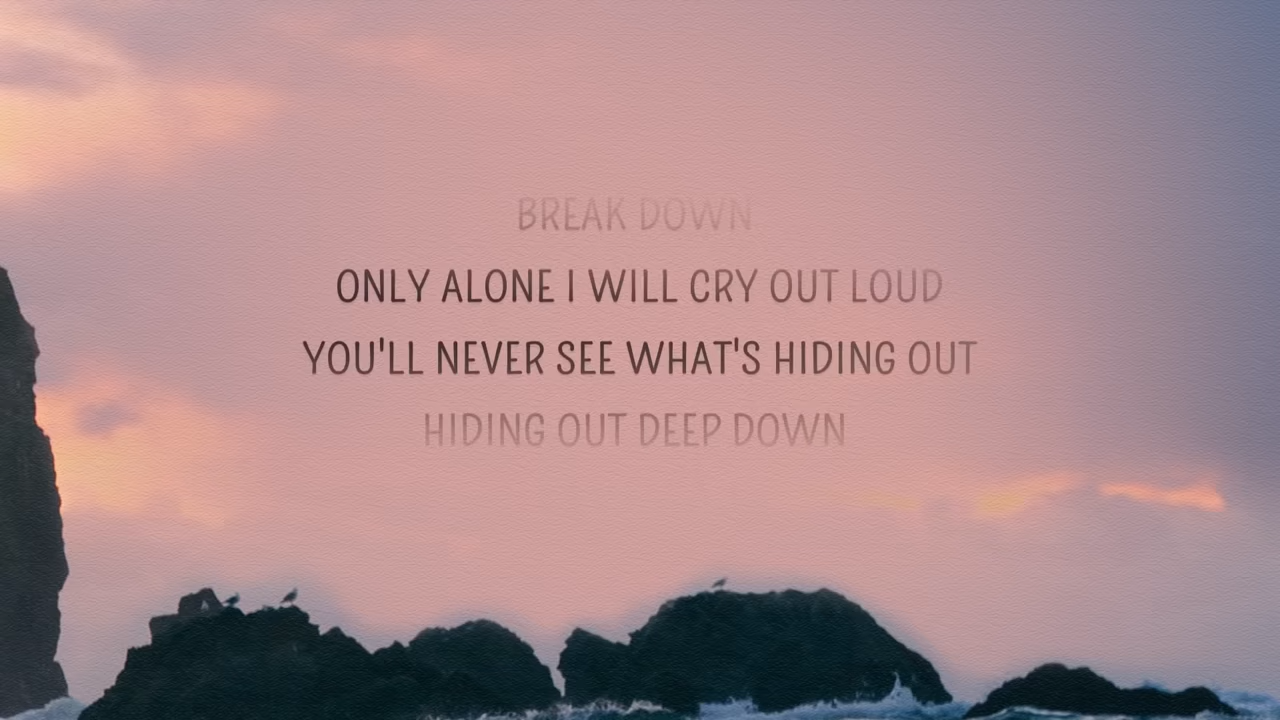 BREAK DOWN
ONLY ALONE I WILL CRY OUT LOUD
YOU'LL NEVER SEE WHAT'S HIDING OUT
HIDING OUT DEEP DOWN